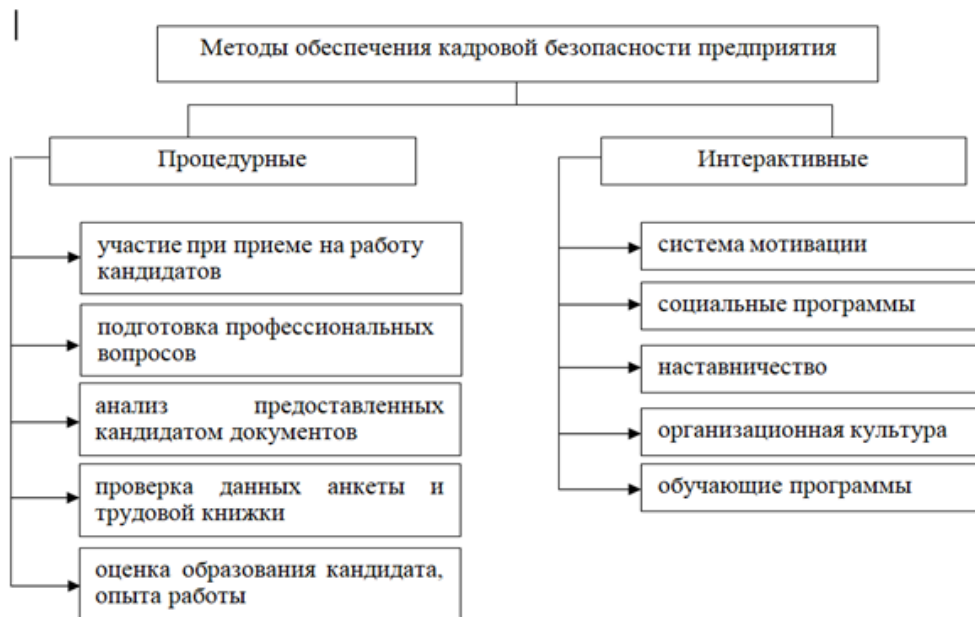 Методы обеспечения кадровой безопасности предприятия
Процедурные
участие при приеме на работу
кандидатов
подготовка профессиональных
вопросов
анализ предоставленных
кандидатом документов
проверка данных анкеты и
трудовой книжки
оценка образования кандидата,
опыта работы
Интерактивные
система мотивации
социальные программы
наставничество
организационная культура
обучающие программы